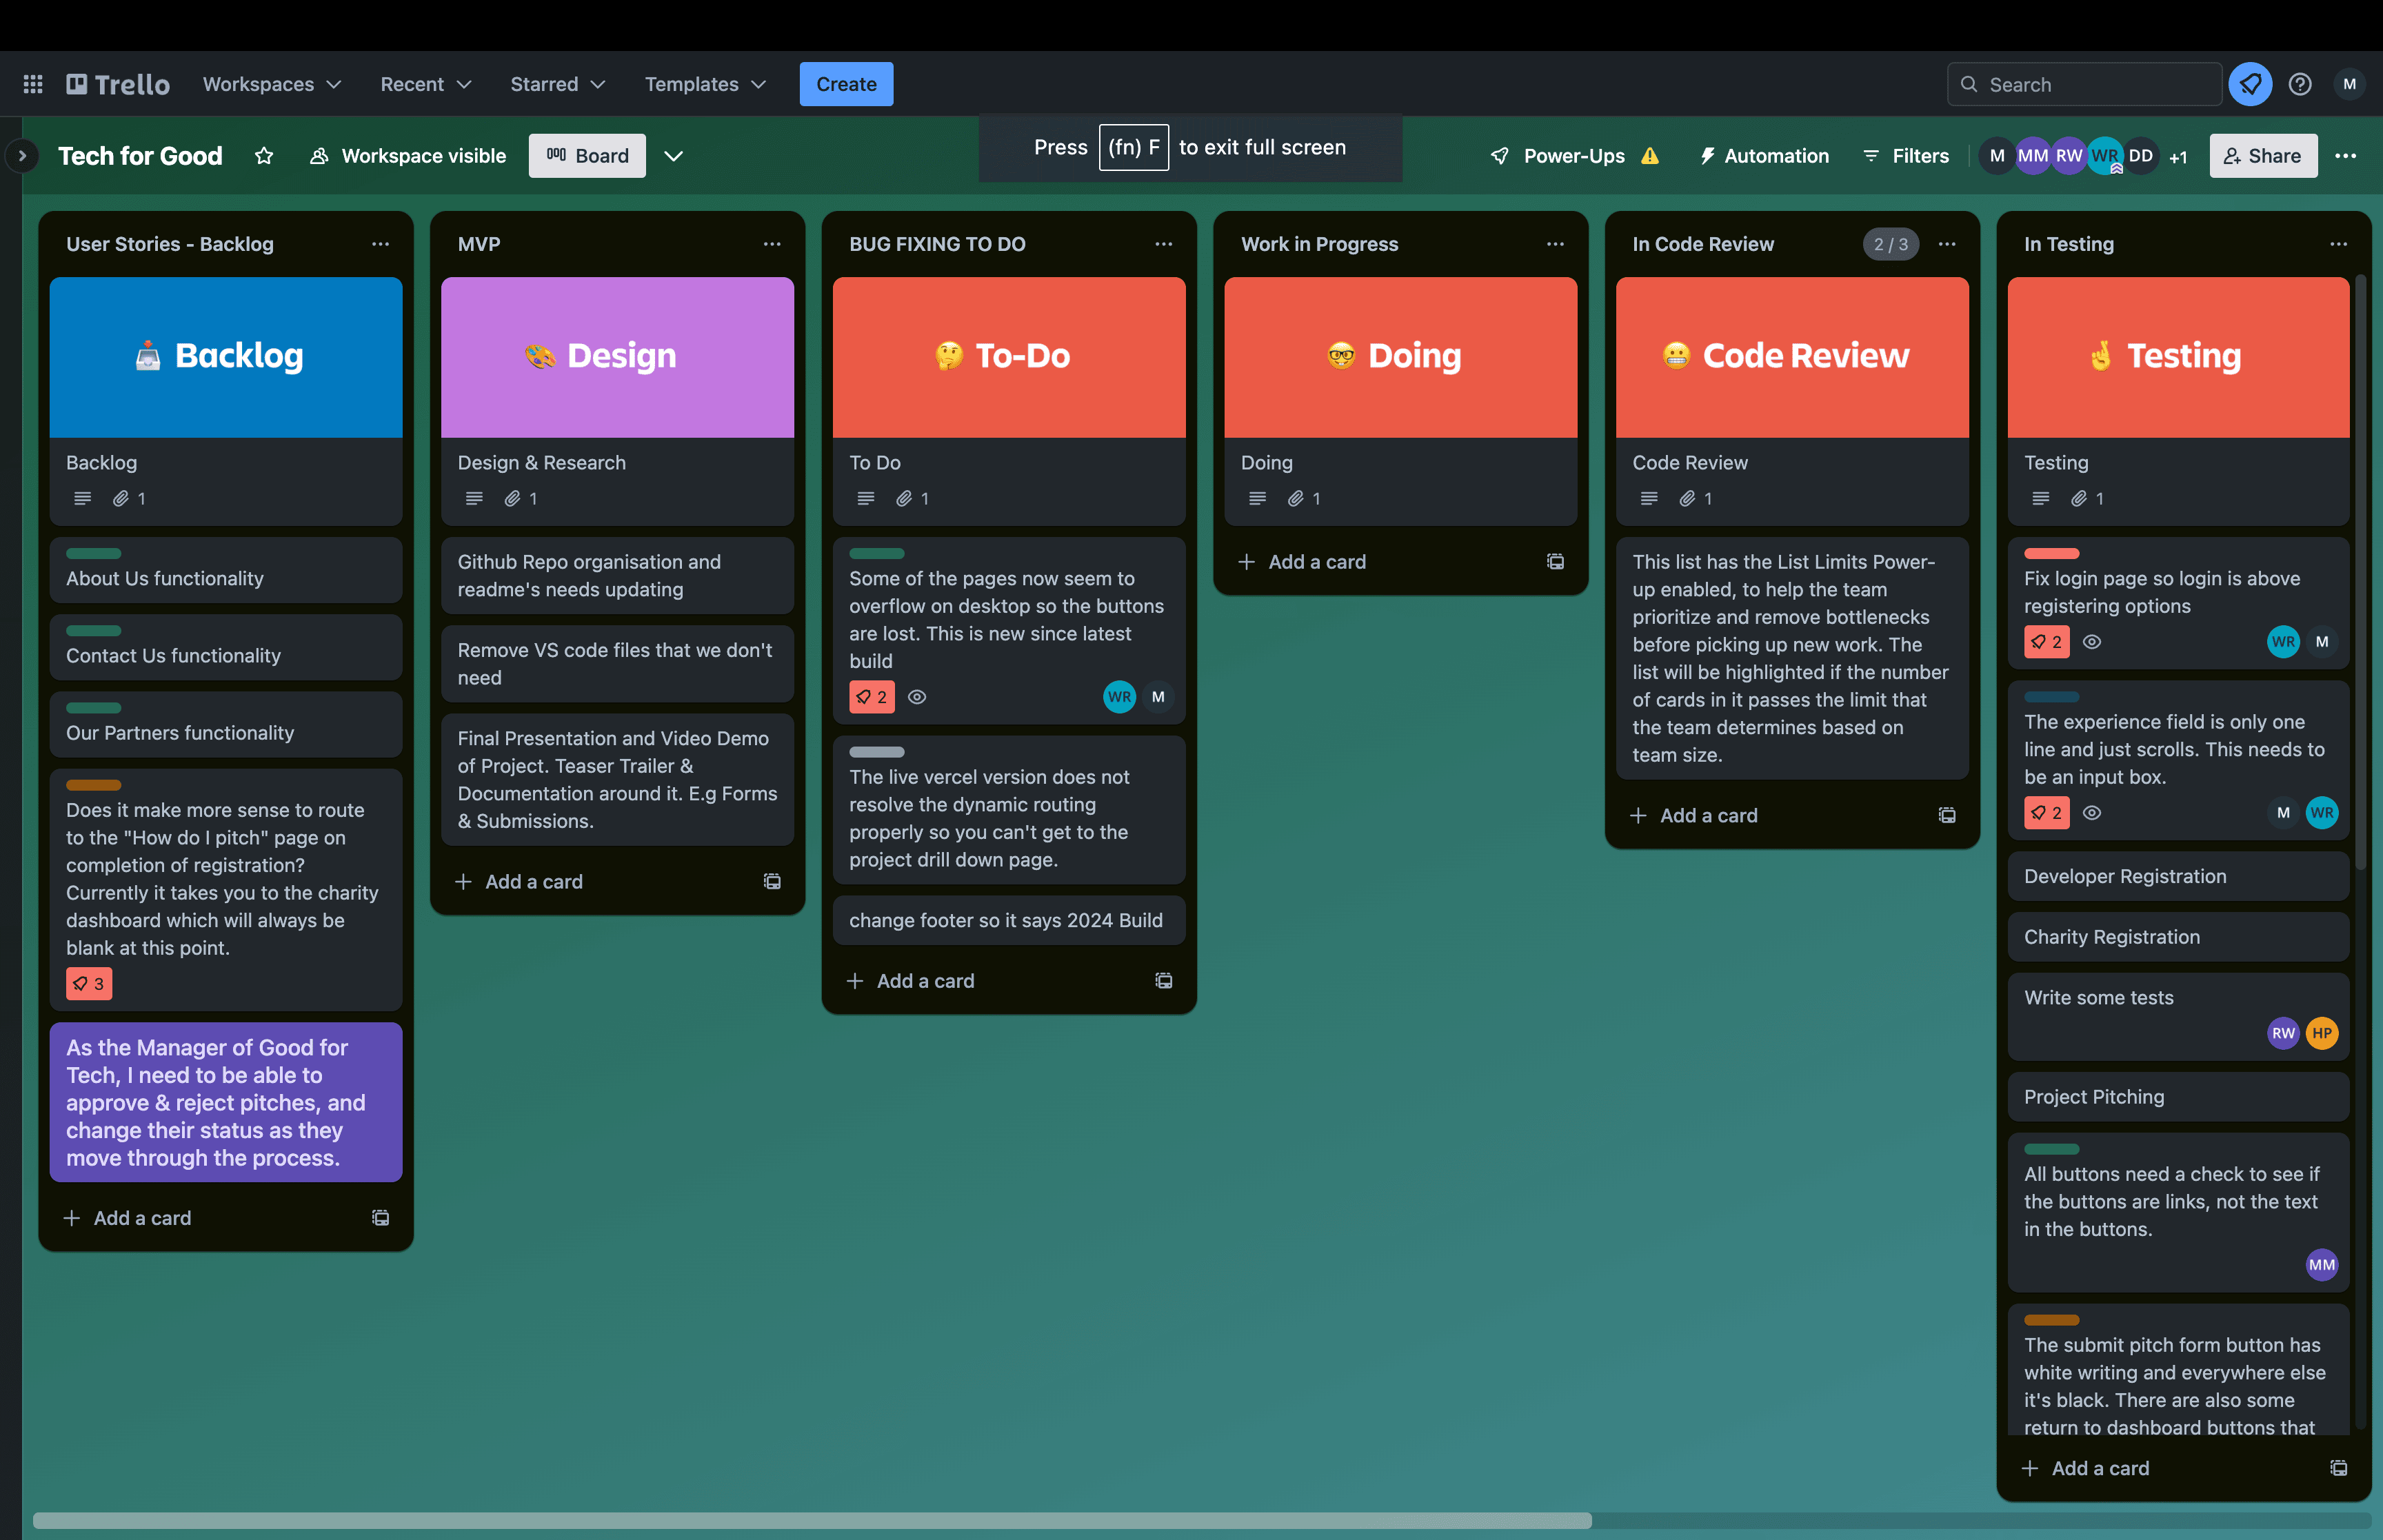 Trello
Workspaces
Recent
Starred
Templates
Create
Search
M
Tech for Good
Workspace visible
Board
Press (fn) F to exit full screen
Power-Ups
Automation
Filters
M
MM
RW
WR
DD
+1
Share
User Stories - Backlog
📤 Backlog
Backlog
1
About Us functionality
Contact Us functionality
Our Partners functionality
Does it make more sense to route
to the "How do I pitch" page on
completion of registration?
Currently it takes you to the charity
dashboard which will always be
blank at this point.
3
As the Manager of Good for
Tech, I need to be able to
approve & reject pitches, and
change their status as they
move through the process.
Add a card
MVP
🎨 Design
Design & Research
1
Github Repo organisation and
readme's needs updating
Remove VS code files that we don't
need
Final Presentation and Video Demo
of Project. Teaser Trailer &
Documentation around it. E.g Forms
& Submissions.
Add a card
BUG FIXING TO DO
🤔 To-Do
To Do
1
Some of the pages now seem to
overflow on desktop so the buttons
are lost. This is new since latest
build
2
WR
M
The live vercel version does not
resolve the dynamic routing
properly so you can't get to the
project drill down page.
change footer so it says 2024 Build
Add a card
Work in Progress
🤓 Doing
Doing
1
Add a card
In Code Review
2 / 3
😬 Code Review
Code Review
1
This list has the List Limits Power-
up enabled, to help the team
prioritize and remove bottlenecks
before picking up new work. The
list will be highlighted if the number
of cards in it passes the limit that
the team determines based on
team size.
Add a card
In Testing
🤞 Testing
Testing
1
Fix login page so login is above
registering options
2
WR
M
The experience field is only one
line and just scrolls. This needs to
be an input box.
2
M
WR
Developer Registration
Charity Registration
Write some tests
RW
HP
Project Pitching
All buttons need a check to see if
the buttons are links, not the text
in the buttons.
MM
The submit pitch form button has
white writing and everywhere else
it's black. There are also some
return to dashboard buttons that
Add a card